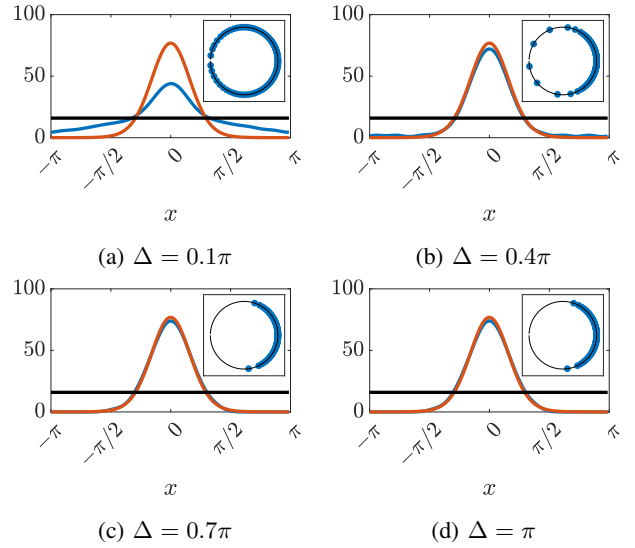 100
50
0
−π −π/2 0 π/2 π
x
(a) Δ = 0.1π
100
50
0
−π −π/2 0 π/2 π
x
(b) Δ = 0.4π
100
50
0
−π −π/2 0 π/2 π
x
(c) Δ = 0.7π
100
50
0
−π −π/2 0 π/2 π
x
(d) Δ = π